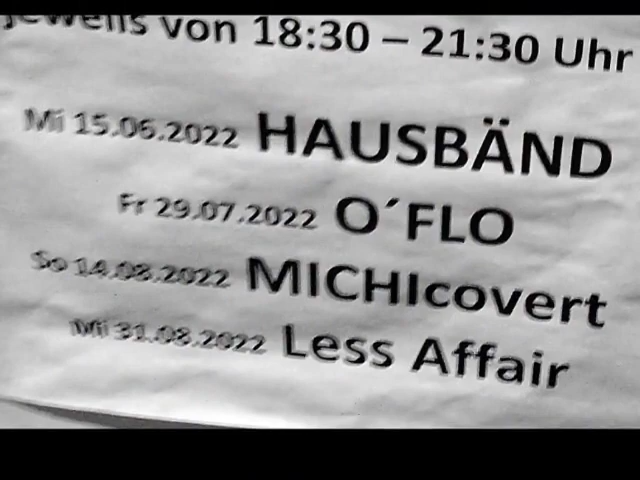 jeweils von 18:30 – 21:30 Uhr
Mi 15.06.2022 HAUSBÄND
Fr 29.07.2022 O´FLO
So 14.08.2022 MICHIcovert
Mi 31.08.2022 Less Affair